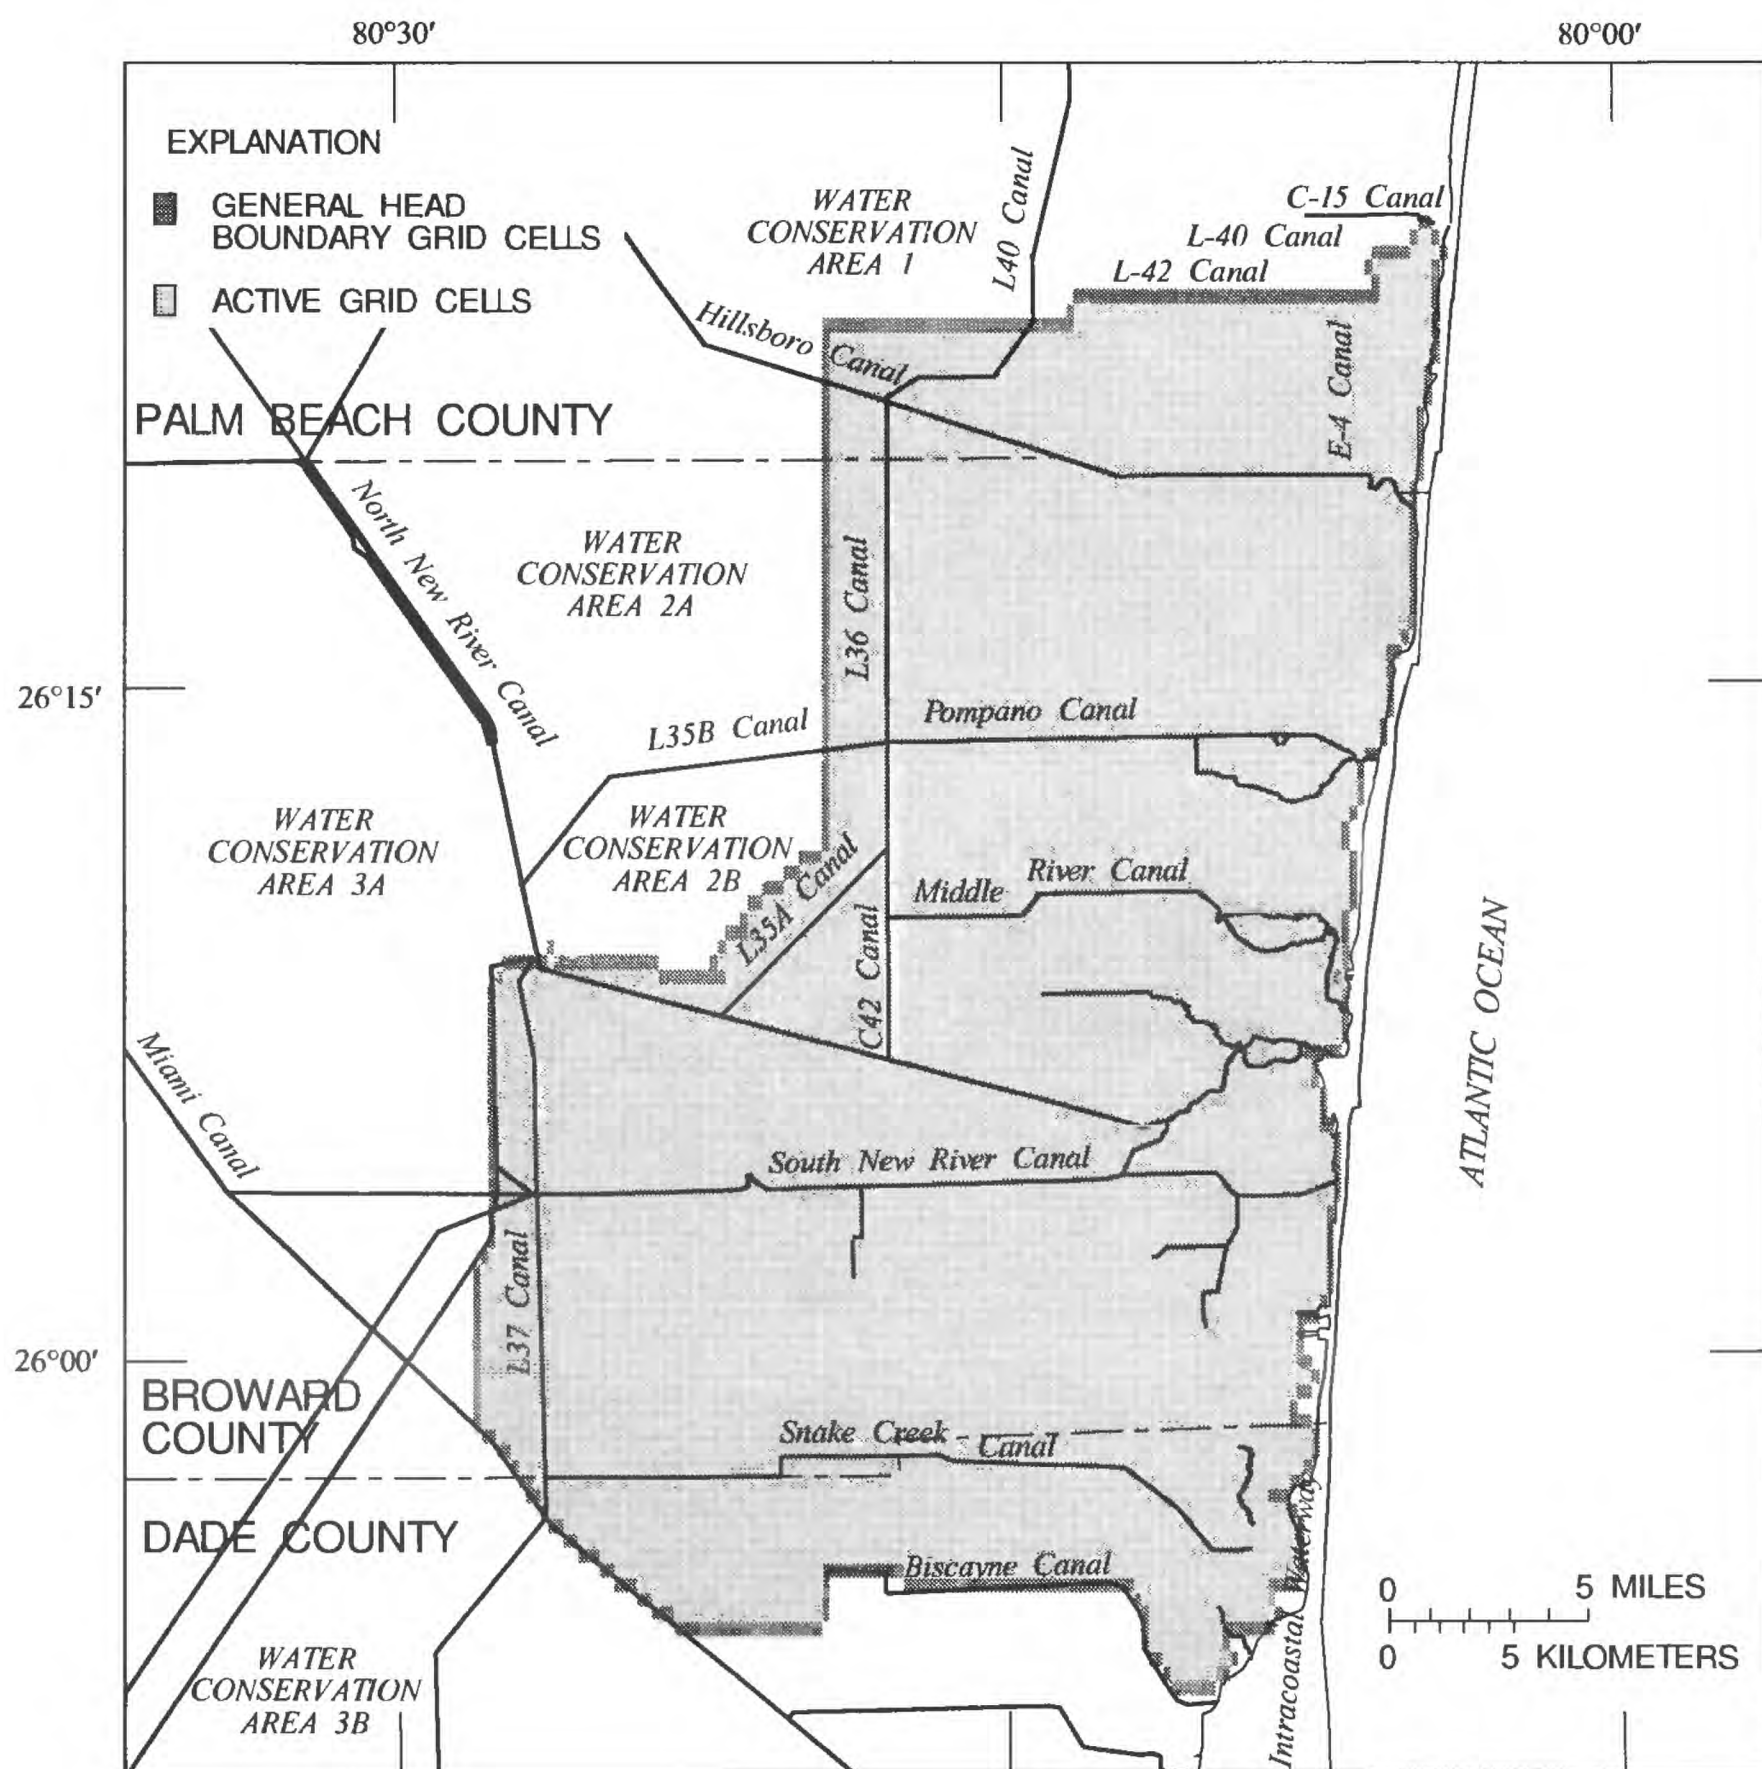 80°30′
80°00′
EXPLANATION
GENERAL HEAD
BOUNDARY GRID CELLS
ACTIVE GRID CELLS
WATER
CONSERVATION
AREA 1
L40 Canal
C-15 Canal
L-40 Canal
L-42 Canal
Hillsboro Canal
E-4 Canal
PALM BEACH COUNTY
North New River Canal
WATER
CONSERVATION
AREA 2A
L36 Canal
26°15′
L35B Canal
Pompano Canal
WATER
CONSERVATION
AREA 3A
WATER
CONSERVATION
AREA 2B
L35A Canal
C42 Canal
Middle River Canal
ATLANTIC OCEAN
Miami Canal
South New River Canal
L37 Canal
26°00′
BROWARD
COUNTY
Snake Creek Canal
DADE COUNTY
Biscayne Canal
Intracoastal Waterway
0 5 MILES
0 5 KILOMETERS
WATER
CONSERVATION
AREA 3B